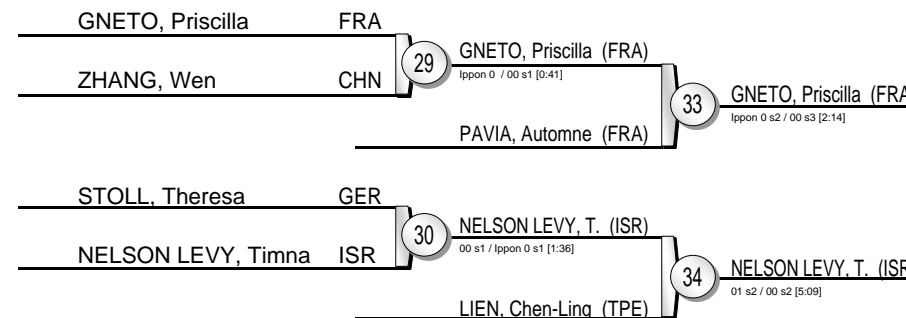 GNETO, Priscilla FRA
29
GNETO, Priscilla (FRA)
Ippon 0 / 00 s1 [0:41]
ZHANG, Wen CHN
33
GNETO, Priscilla (FRA
Ippon 0 s2 / 00 s3 [2:14]
PAVIA, Automne (FRA)
STOLL, Theresa GER
30
NELSON LEVY, T. (ISR)
00 s1 / Ippon 0 s1 [1:36]
NELSON LEVY, Timna ISR
34
NELSON LEVY, T. (ISR
01 s2 / 00 s2 [5:09]
LIEN, Chen-Ling (TPE)